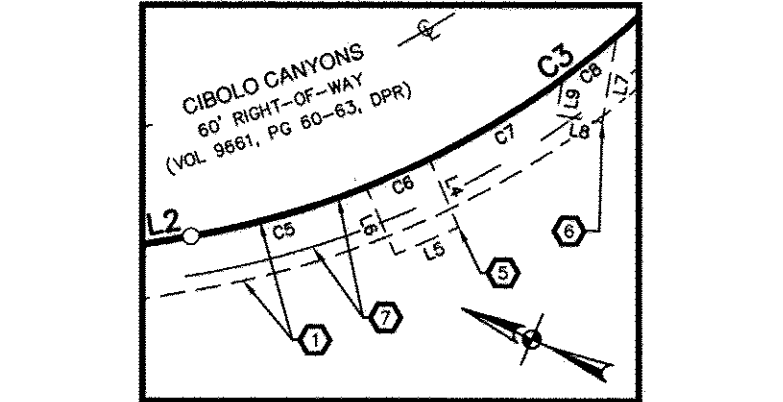 CIBOLO CANYONS
60' RIGHT-OF-WAY
(VOL 9661, PG 60-63, DPR)
C3
C8
L7
L9
L8
C7
C6
L4
L2
C5
L6
L5
6
5
7
1